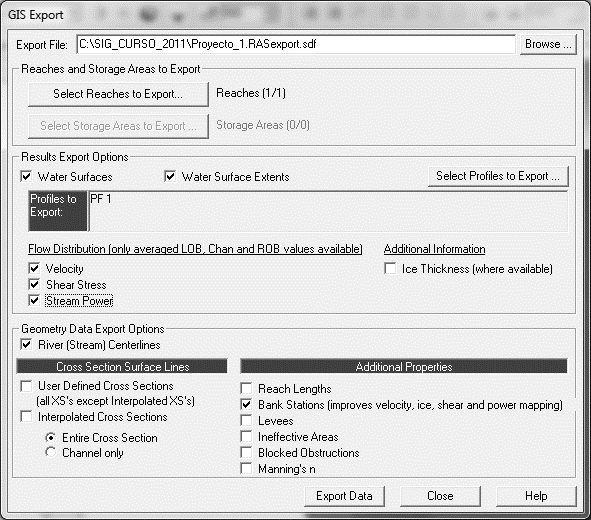 GIS Export
Export File: C:\SIG_CURSO_2011\Proyecto_1.RASexport.sdf Browse ...
Reaches and Storage Areas to Export
Select Reaches to Export... Reaches (1/1)
Select Storage Areas to Export ... Storage Areas (0/0)
Results Export Options
Water Surfaces Water Surface Extents Select Profiles to Export ...
Profiles to Export: PF 1
Flow Distribution (only averaged LOB, Chan and ROB values available) Additional Information
Velocity Ice Thickness (where available)
Shear Stress
Stream Power
Geometry Data Export Options
River (Stream) Centerlines
Cross Section Surface Lines Additional Properties
User Defined Cross Sections Reach Lengths
(all XS's except Interpolated XS's) Bank Stations (improves velocity, ice, shear and power mapping)
Interpolated Cross Sections Levees
Entire Cross Section Ineffective Areas
Channel only Blocked Obstructions
Manning's n
Export Data Close Help